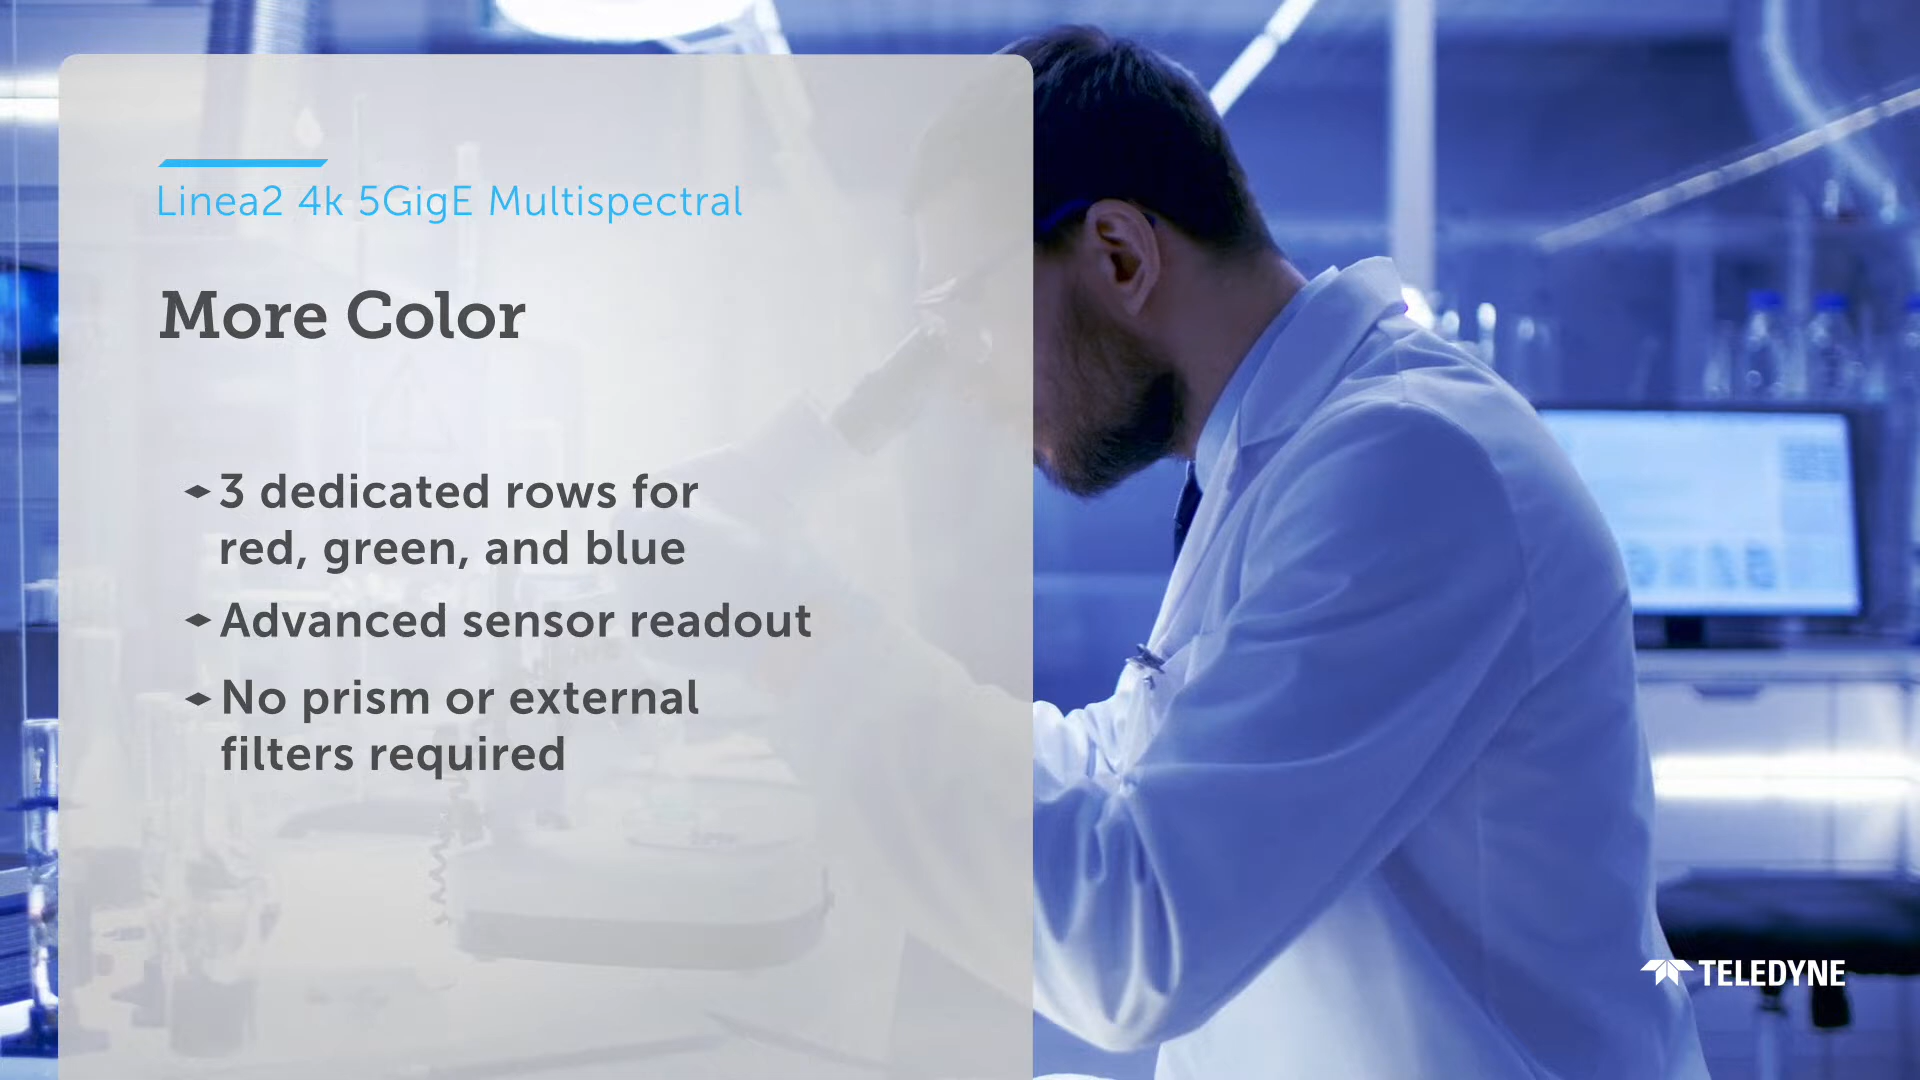 Linea2 4k 5GigE Multispectral
More Color
3 dedicated rows for
red, green, and blue
Advanced sensor readout
No prism or external
filters required
TELEDYNE